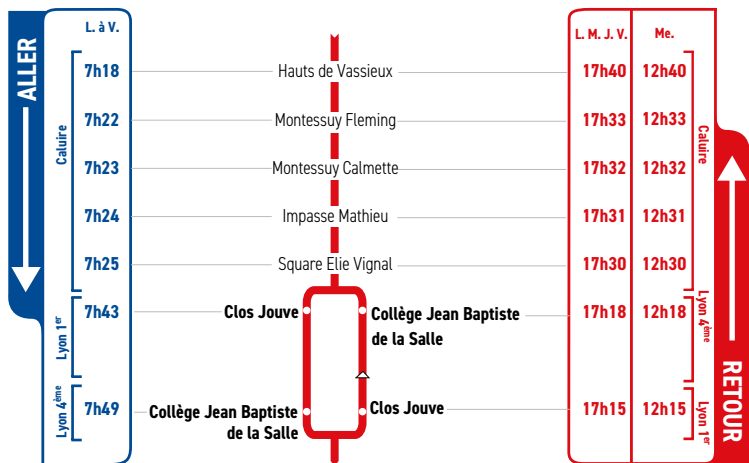 ALLER
L. à V.
L. M. J. V. Me.
Caluire
7h18 Hauts de Vassieux 17h40 12h40
7h22 Montessuy Fleming 17h33 12h33
7h23 Montessuy Calmette 17h32 12h32
7h24 Impasse Mathieu 17h31 12h31
7h25 Square Elie Vignal 17h30 12h30
Caluire
Lyon 1er
7h43 Clos Jouve Collège Jean Baptiste 17h18 12h18
de la Salle
Lyon 4ème
Lyon 4ème
7h49 Collège Jean Baptiste Clos Jouve 17h15 12h15
de la Salle
Lyon 1er
RETOUR